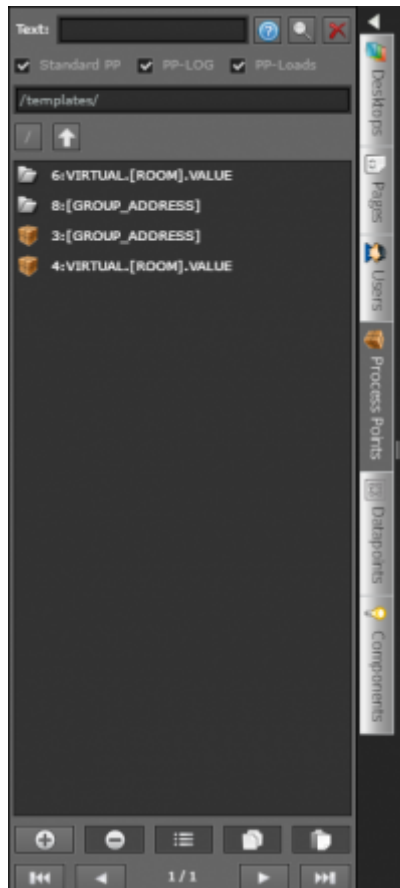 Text:
Standard PP PP-LOG PP-Loads
/templates/
/
6:VIRTUAL.[ROOM].VALUE
8:[GROUP_ADDRESS]
3:[GROUP_ADDRESS]
4:VIRTUAL.[ROOM].VALUE
1/1
Desktops
Pages
Users
Process Points
Datapoints
Components